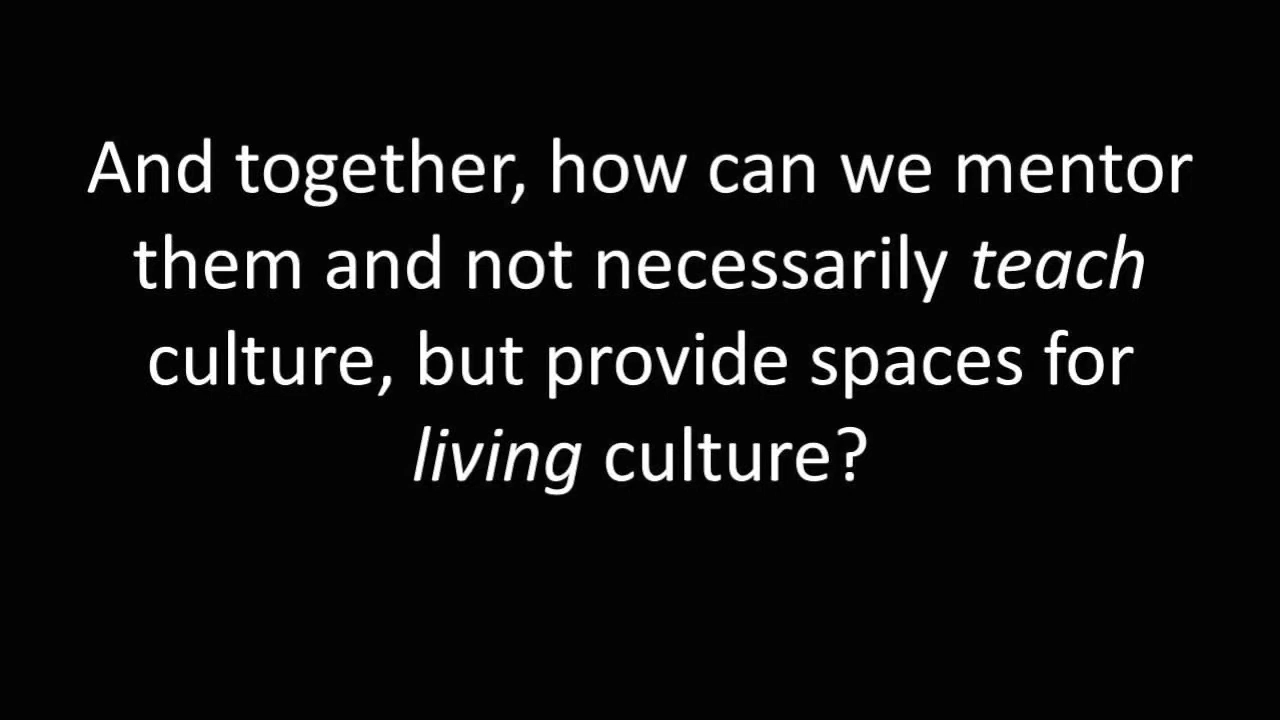 And together, how can we mentor
them and not necessarily teach
culture, but provide spaces for
living culture?